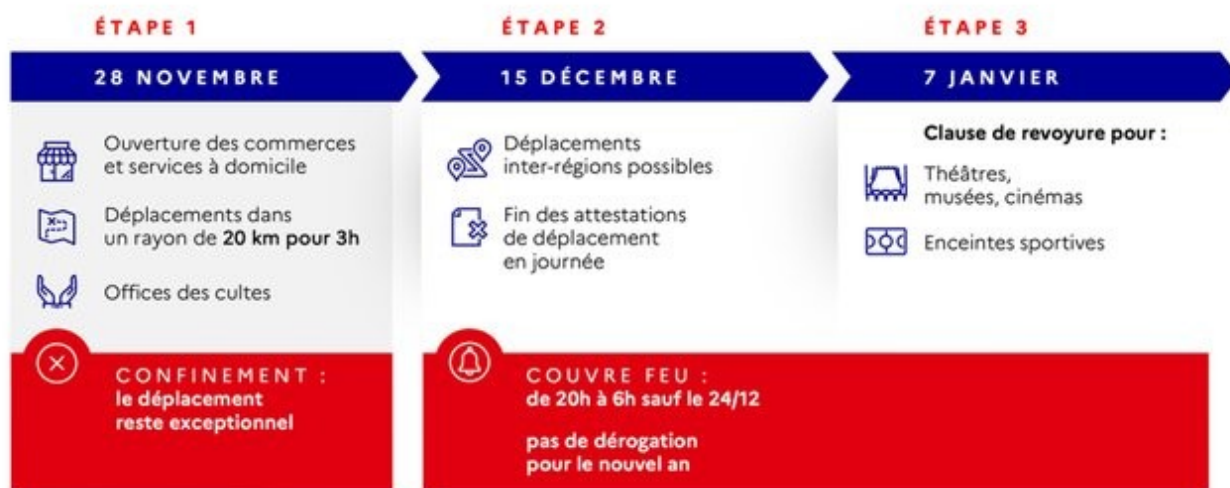 ÉTAPE 1
28 NOVEMBRE
Ouverture des commerces
et services à domicile
Déplacements dans
un rayon de 20 km pour 3h
Offices des cultes
CONFINEMENT :
le déplacement
reste exceptionnel
ÉTAPE 2
15 DÉCEMBRE
Déplacements
inter-régions possibles
Fin des attestations
de déplacement
en journée
ÉTAPE 3
7 JANVIER
Clause de revoyure pour :
Théâtres,
musées, cinémas
Enceintes sportives
COUVRE FEU :
de 20h à 6h sauf le 24/12
pas de dérogation
pour le nouvel an